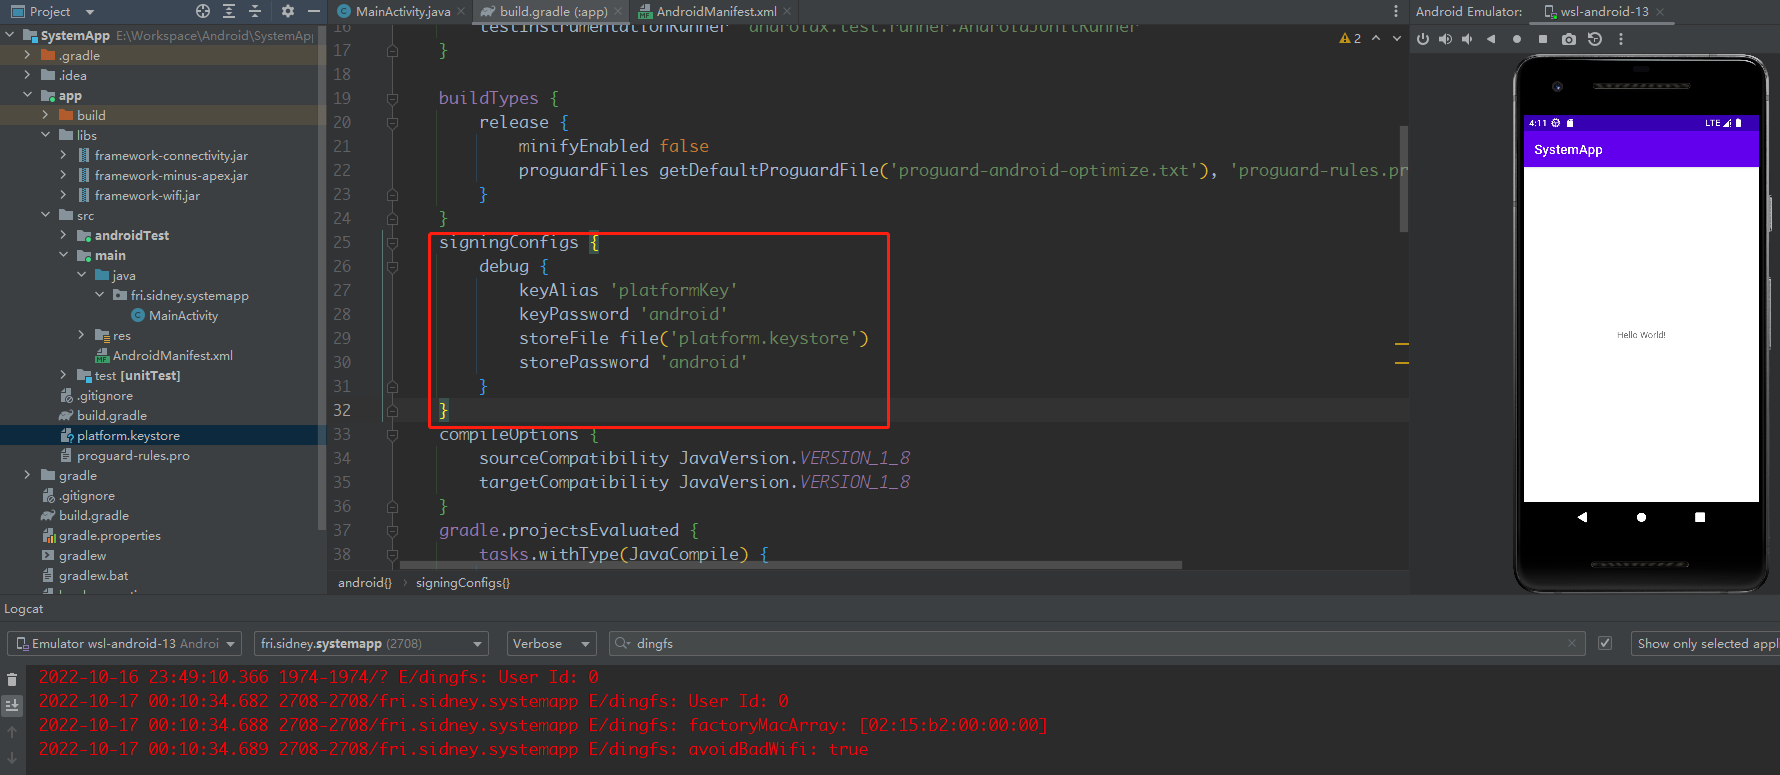 Project
MainActivity.java
build.gradle (:app)
AndroidManifest.xml
Android Emulator:
wsl-android-13
SystemApp E:\Workspace\Android\SystemApp
.gradle
.idea
app
build
libs
framework-connectivity.jar
framework-minus-apex.jar
framework-wifi.jar
src
androidTest
main
java
fri.sidney.systemapp
MainActivity
res
AndroidManifest.xml
test [unitTest]
.gitignore
build.gradle
platform.keystore
proguard-rules.pro
gradle
.gitignore
build.gradle
gradle.properties
gradlew
gradlew.bat
16 testInstrumentationRunner "androidx.test.runner.AndroidJUnitRunner"
2
17 }
18
19 buildTypes {
20 release {
21 minifyEnabled false
22 proguardFiles getDefaultProguardFile('proguard-android-optimize.txt'), 'proguard-rules.pr
23 }
24 }
25 signingConfigs {
26 debug {
27 keyAlias 'platformKey'
28 keyPassword 'android'
29 storeFile file('platform.keystore')
30 storePassword 'android'
31 }
32 }
33 compileOptions {
34 sourceCompatibility JavaVersion.VERSION_1_8
35 targetCompatibility JavaVersion.VERSION_1_8
36 }
37 gradle.projectsEvaluated {
38 tasks.withType(JavaCompile) {
android{} › signingConfigs{}
4:11
LTE
SystemApp
Hello World!
Logcat
Emulator wsl-android-13 Androi
fri.sidney.systemapp (2708)
Verbose
dingfs
Show only selected appli
2022-10-16 23:49:10.366 1974-1974/? E/dingfs: User Id: 0
2022-10-17 00:10:34.682 2708-2708/fri.sidney.systemapp E/dingfs: User Id: 0
2022-10-17 00:10:34.688 2708-2708/fri.sidney.systemapp E/dingfs: factoryMacArray: [02:15:b2:00:00:00]
2022-10-17 00:10:34.689 2708-2708/fri.sidney.systemapp E/dingfs: avoidBadWifi: true